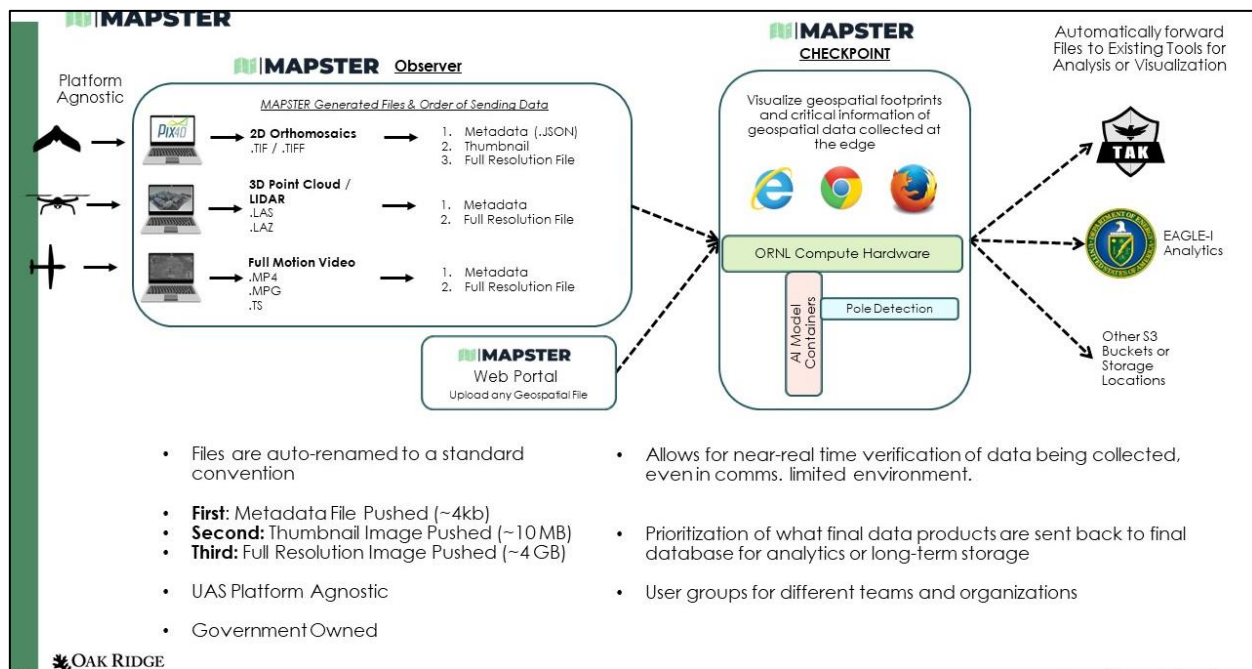 MAPSTER
Platform
Agnostic
MAPSTER Observer
MAPSTER Generated Files & Order of Sending Data
PIX4D
2D Orthomosaics
.TIF / .TIFF
1. Metadata (.JSON)
2. Thumbnail
3. Full Resolution File
3D Point Cloud /
LIDAR
.LAS
.LAZ
1. Metadata
2. Full Resolution File
Full Motion Video
.MP4
.MPG
.TS
1. Metadata
2. Full Resolution File
MAPSTER
Web Portal
Upload any Geospatial File
MAPSTER
CHECKPOINT
Visualize geospatial footprints
and critical information of
geospatial data collected at
the edge
ORNL Compute Hardware
AI Model
Containers
Pole Detection
Automatically forward
Files to Existing Tools for
Analysis or Visualization
TAK
EAGLE-I
Analytics
Other S3
Buckets or
Storage
Locations
• Files are auto-renamed to a standard
convention
• First: Metadata File Pushed (~4kb)
• Second: Thumbnail Image Pushed (~10 MB)
• Third: Full Resolution Image Pushed (~4 GB)
• UAS Platform Agnostic
• Government Owned
• Allows for near-real time verification of data being collected,
even in comms. limited environment.
• Prioritization of what final data products are sent back to final
database for analytics or long-term storage
• User groups for different teams and organizations
OAK RIDGE